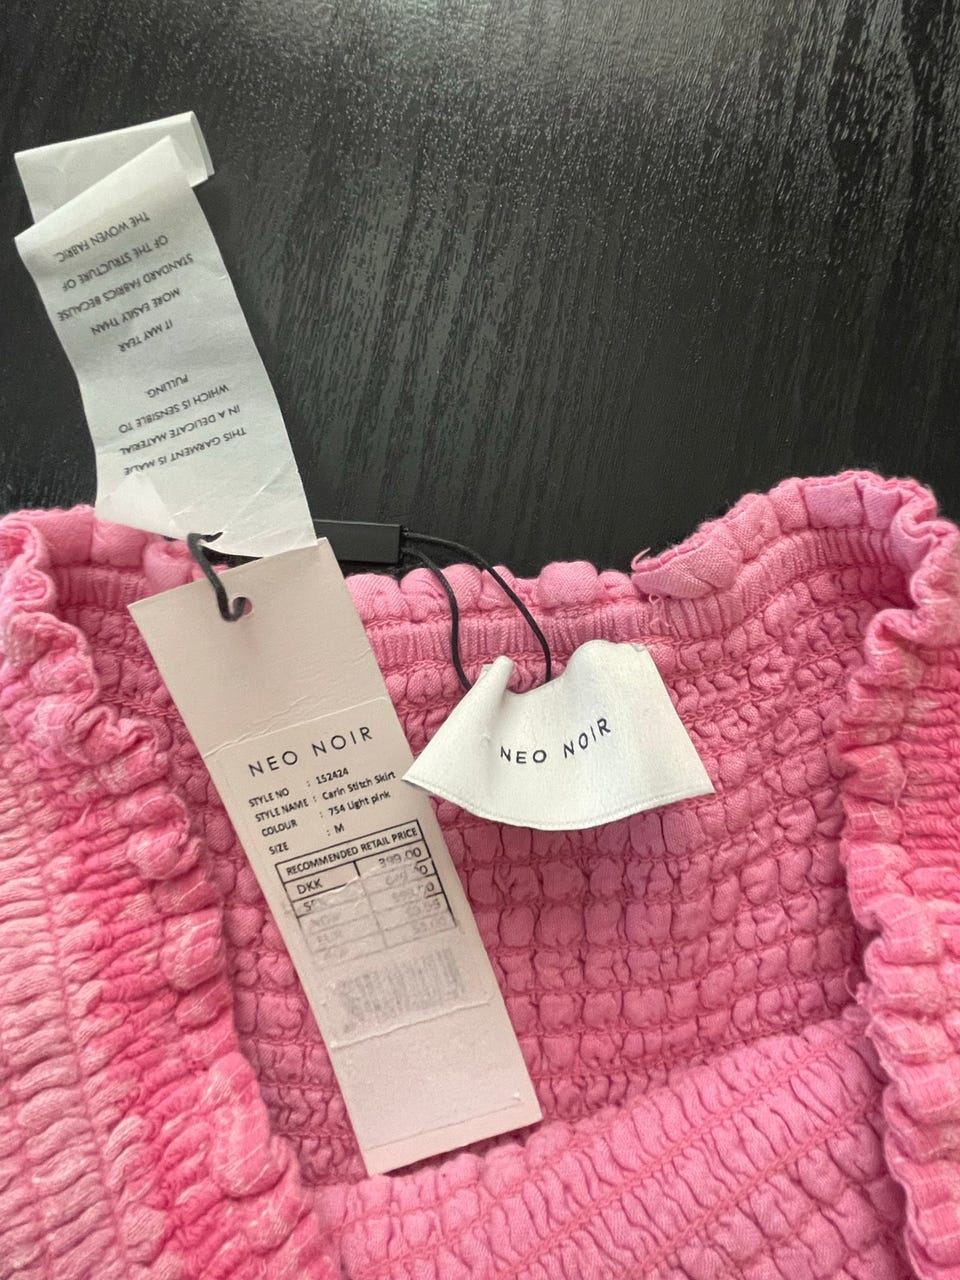 THIS GARMENT IS MADE
IN A DELICATE MATERIAL
WHICH IS SENSIBLE TO
PULLING.
IT MAY TEAR
MORE EASILY THAN
STANDARD FABRICS BECAUSE
OF THE STRUCTURE OF
THE WOVEN FABRIC.
NEO NOIR
STYLE NO : 152424
STYLE NAME : Carin Stitch Skirt
COLOUR : 754 Light pink
SIZE : M
RECOMMENDED RETAIL PRICE
DKK 399.00
NEO NOIR